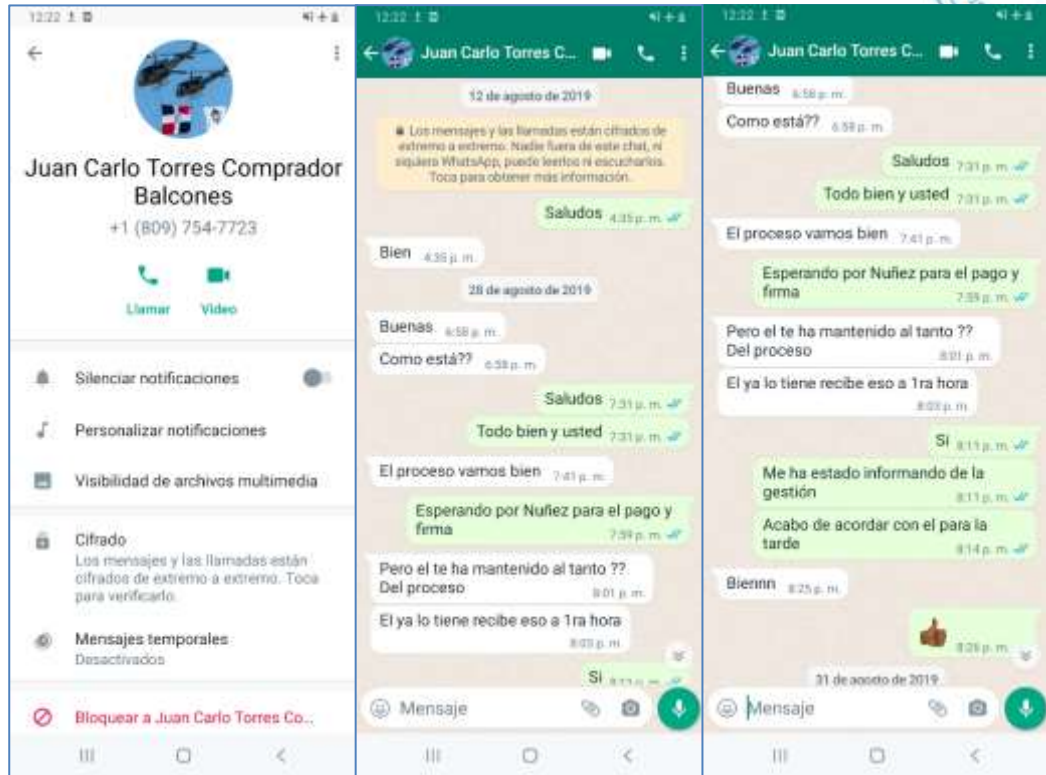 12:22
Juan Carlo Torres Comprador
Balcones
+1 (809) 754-7723
Llamar Video
Silenciar notificaciones
Personalizar notificaciones
Visibilidad de archivos multimedia
Cifrado
Los mensajes y las llamadas están
cifrados de extremo a extremo. Toca
para verificarlo.
Mensajes temporales
Desactivados
Bloquear a Juan Carlo Torres Co...
12:22
Juan Carlo Torres C...
12 de agosto de 2019
Los mensajes y las llamadas están cifrados de
extremo a extremo. Nadie fuera de este chat, ni
siquiera WhatsApp, puede leerlos ni escucharlos.
Toca para obtener más información.
Saludos 4:35 p. m.
Bien 4:35 p. m.
28 de agosto de 2019
Buenas 6:58 p. m.
Como está?? 6:58 p. m.
Saludos 7:31 p. m.
Todo bien y usted 7:31 p. m.
El proceso vamos bien 7:41 p. m.
Esperando por Nuñez para el pago y
firma 7:59 p. m.
Pero el te ha mantenido al tanto ??
Del proceso 8:01 p. m.
El ya lo tiene recibe eso a 1ra hora
8:03 p. m.
Si
Mensaje
12:22
Juan Carlo Torres C...
Buenas 6:58 p. m.
Como está?? 6:58 p. m.
Saludos 7:31 p. m.
Todo bien y usted 7:31 p. m.
El proceso vamos bien 7:41 p. m.
Esperando por Nuñez para el pago y
firma 7:59 p. m.
Pero el te ha mantenido al tanto ??
Del proceso 8:01 p. m.
El ya lo tiene recibe eso a 1ra hora
8:03 p. m.
Si 8:11 p. m.
Me ha estado informando de la
gestión 8:11 p. m.
Acabo de acordar con el para la
tarde 8:14 p. m.
Biennn 8:25 p. m.
8:26 p. m.
31 de agosto de 2019
Mensaje